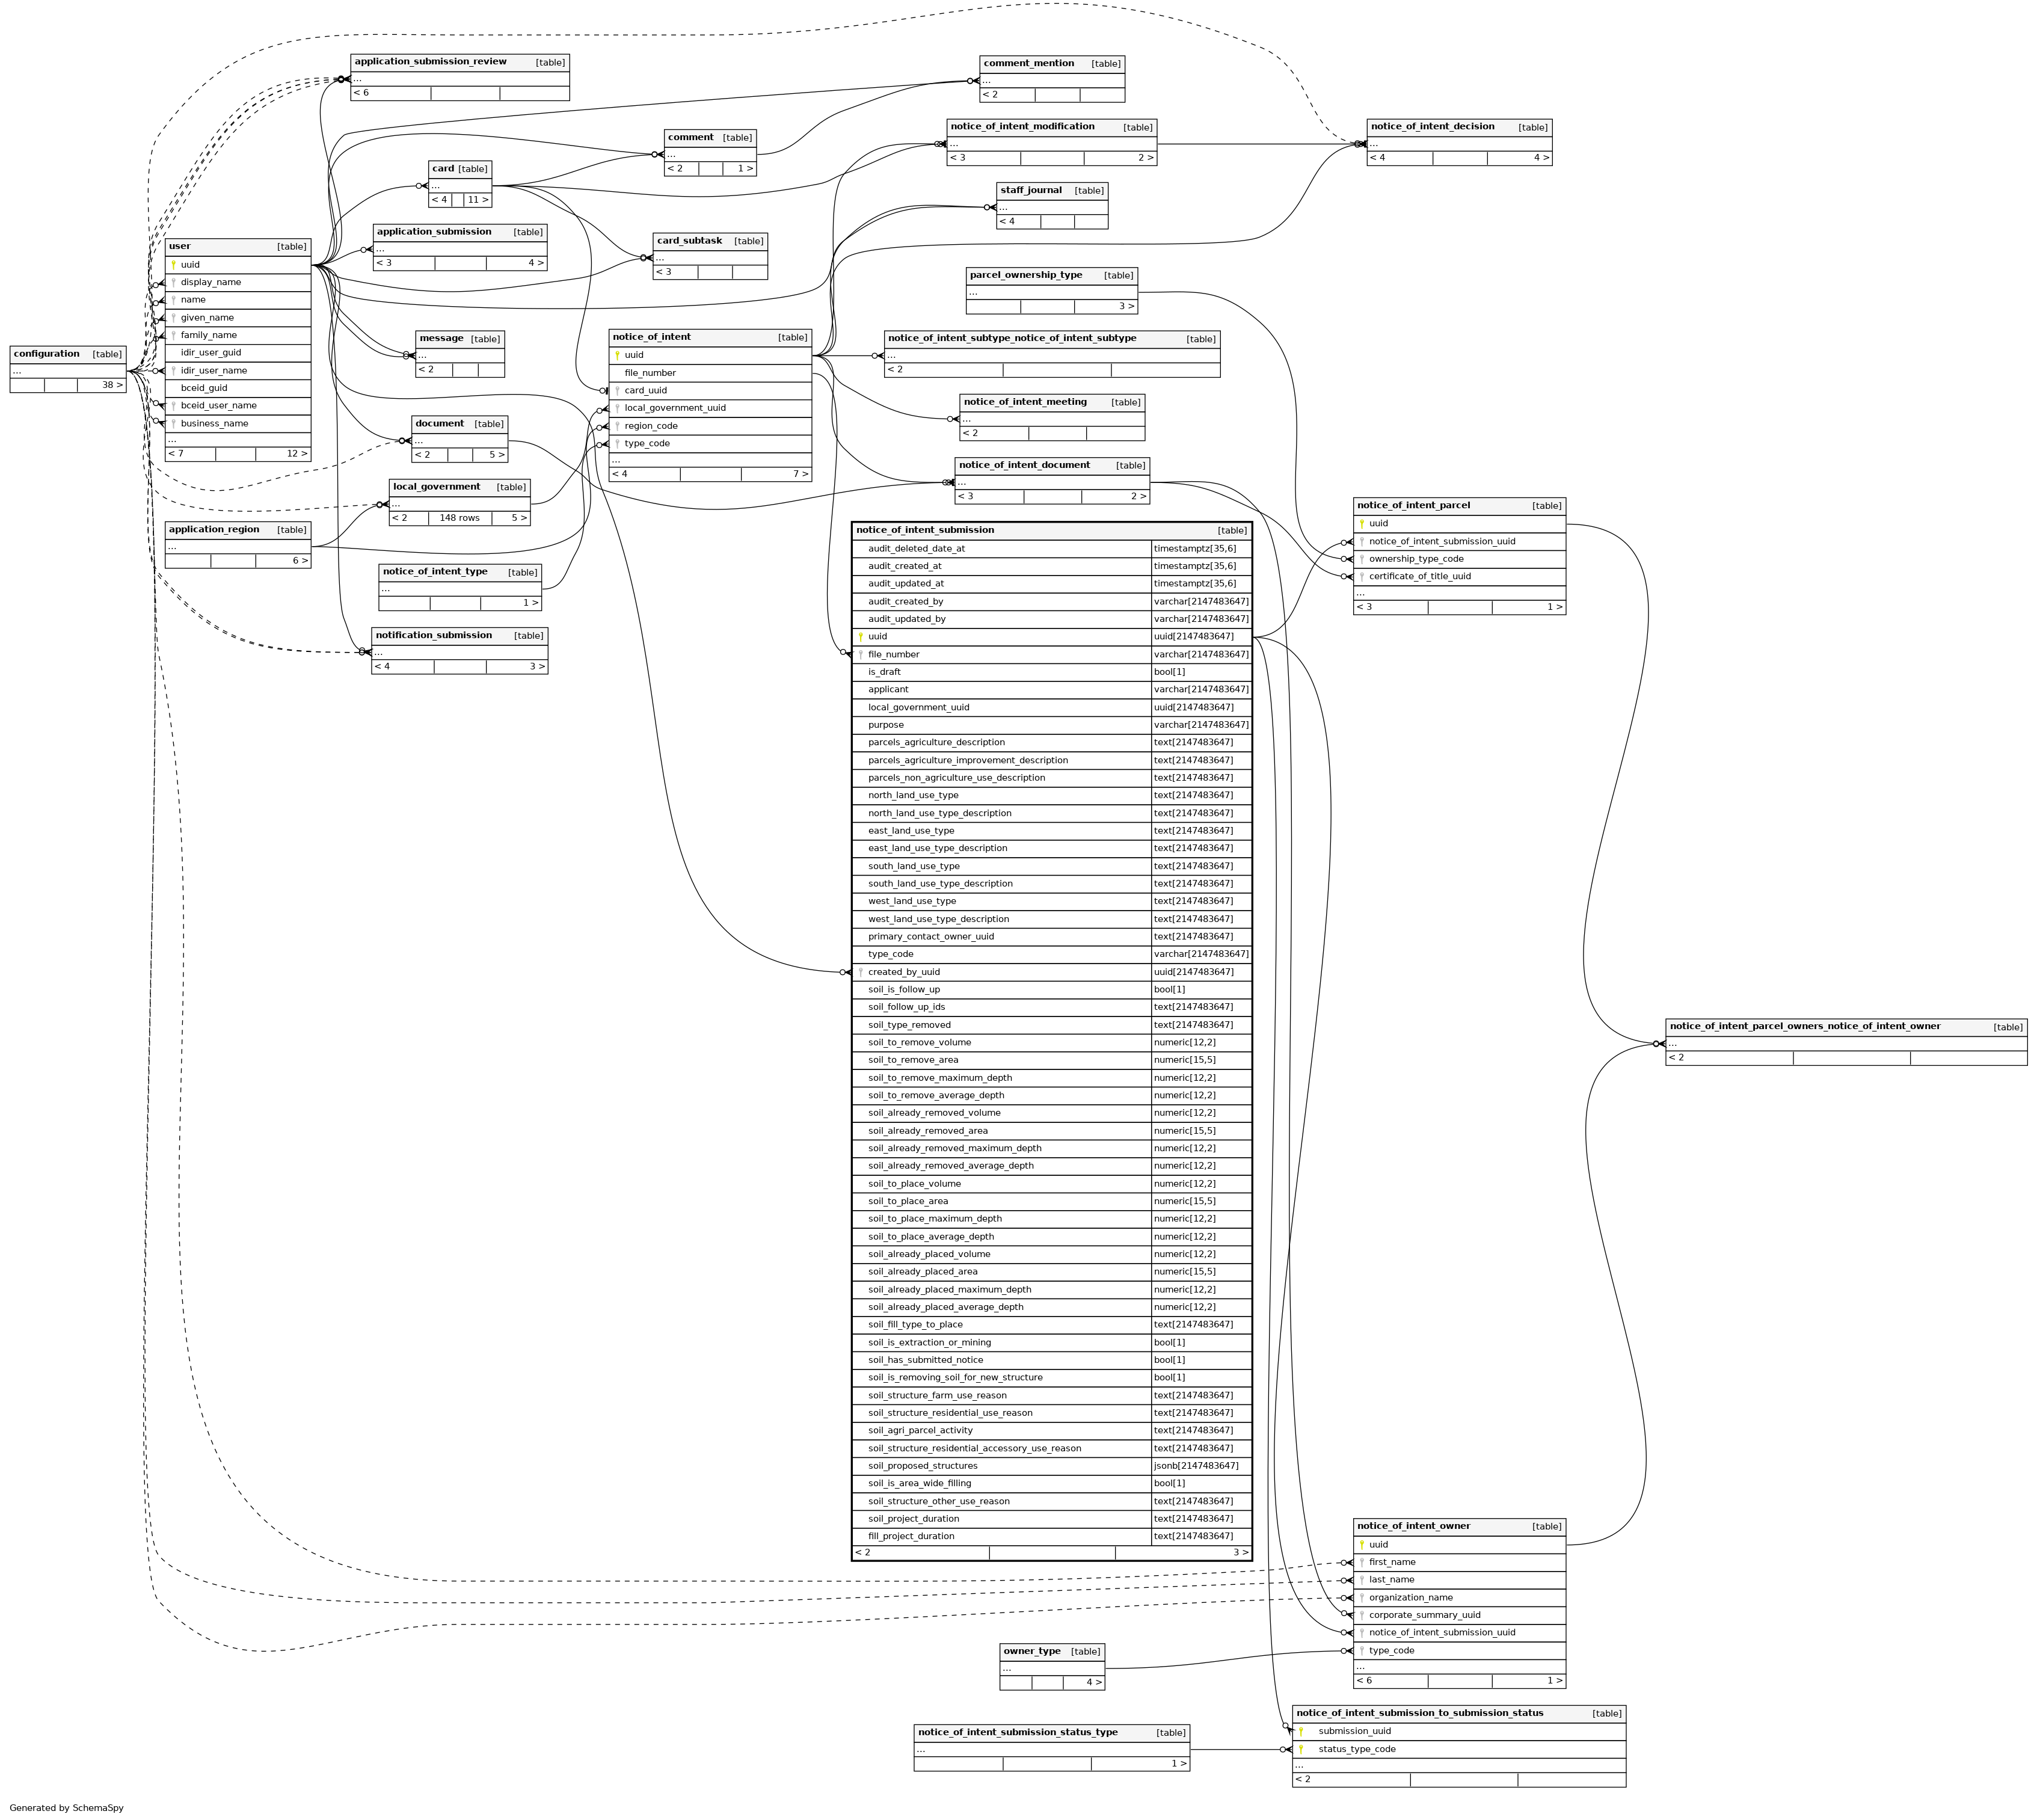 application_submission_review [table]
...
< 6
comment_mention [table]
...
< 2
notice_of_intent_modification [table]
...
< 3 2 >
notice_of_intent_decision [table]
...
< 4 4 >
comment [table]
...
< 2 1 >
card [table]
...
< 4 11 >
staff_journal [table]
...
< 4
application_submission [table]
...
< 3 4 >
card_subtask [table]
...
< 3
user [table]
uuid
display_name
name
given_name
family_name
idir_user_guid
idir_user_name
bceid_guid
bceid_user_name
business_name
...
< 7 12 >
parcel_ownership_type [table]
...
3 >
message [table]
...
< 2
notice_of_intent [table]
uuid
file_number
card_uuid
local_government_uuid
region_code
type_code
...
< 4 7 >
notice_of_intent_subtype_notice_of_intent_subtype [table]
...
< 2
configuration [table]
...
38 >
notice_of_intent_meeting [table]
...
< 2
document [table]
...
< 2 5 >
notice_of_intent_document [table]
...
< 3 2 >
local_government [table]
...
< 2 148 rows 5 >
notice_of_intent_parcel [table]
uuid
notice_of_intent_submission_uuid
ownership_type_code
certificate_of_title_uuid
...
< 3 1 >
application_region [table]
...
6 >
notice_of_intent_type [table]
...
1 >
notification_submission [table]
...
< 4 3 >
notice_of_intent_submission [table]
audit_deleted_date_at timestamptz[35,6]
audit_created_at timestamptz[35,6]
audit_updated_at timestamptz[35,6]
audit_created_by varchar[2147483647]
audit_updated_by varchar[2147483647]
uuid uuid[2147483647]
file_number varchar[2147483647]
is_draft bool[1]
applicant varchar[2147483647]
local_government_uuid uuid[2147483647]
purpose varchar[2147483647]
parcels_agriculture_description text[2147483647]
parcels_agriculture_improvement_description text[2147483647]
parcels_non_agriculture_use_description text[2147483647]
north_land_use_type text[2147483647]
north_land_use_type_description text[2147483647]
east_land_use_type text[2147483647]
east_land_use_type_description text[2147483647]
south_land_use_type text[2147483647]
south_land_use_type_description text[2147483647]
west_land_use_type text[2147483647]
west_land_use_type_description text[2147483647]
primary_contact_owner_uuid text[2147483647]
type_code varchar[2147483647]
created_by_uuid uuid[2147483647]
soil_is_follow_up bool[1]
soil_follow_up_ids text[2147483647]
soil_type_removed text[2147483647]
soil_to_remove_volume numeric[12,2]
soil_to_remove_area numeric[15,5]
soil_to_remove_maximum_depth numeric[12,2]
soil_to_remove_average_depth numeric[12,2]
soil_already_removed_volume numeric[12,2]
soil_already_removed_area numeric[15,5]
soil_already_removed_maximum_depth numeric[12,2]
soil_already_removed_average_depth numeric[12,2]
soil_to_place_volume numeric[12,2]
soil_to_place_area numeric[15,5]
soil_to_place_maximum_depth numeric[12,2]
soil_to_place_average_depth numeric[12,2]
soil_already_placed_volume numeric[12,2]
soil_already_placed_area numeric[15,5]
soil_already_placed_maximum_depth numeric[12,2]
soil_already_placed_average_depth numeric[12,2]
soil_fill_type_to_place text[2147483647]
soil_is_extraction_or_mining bool[1]
soil_has_submitted_notice bool[1]
soil_is_removing_soil_for_new_structure bool[1]
soil_structure_farm_use_reason text[2147483647]
soil_structure_residential_use_reason text[2147483647]
soil_agri_parcel_activity text[2147483647]
soil_structure_residential_accessory_use_reason text[2147483647]
soil_proposed_structures jsonb[2147483647]
soil_is_area_wide_filling bool[1]
soil_structure_other_use_reason text[2147483647]
soil_project_duration text[2147483647]
fill_project_duration text[2147483647]
< 2 3 >
notice_of_intent_parcel_owners_notice_of_intent_owner [table]
...
< 2
notice_of_intent_owner [table]
uuid
first_name
last_name
organization_name
corporate_summary_uuid
notice_of_intent_submission_uuid
type_code
...
< 6 1 >
owner_type [table]
...
4 >
notice_of_intent_submission_to_submission_status [table]
submission_uuid
status_type_code
...
< 2
notice_of_intent_submission_status_type [table]
...
1 >
Generated by SchemaSpy